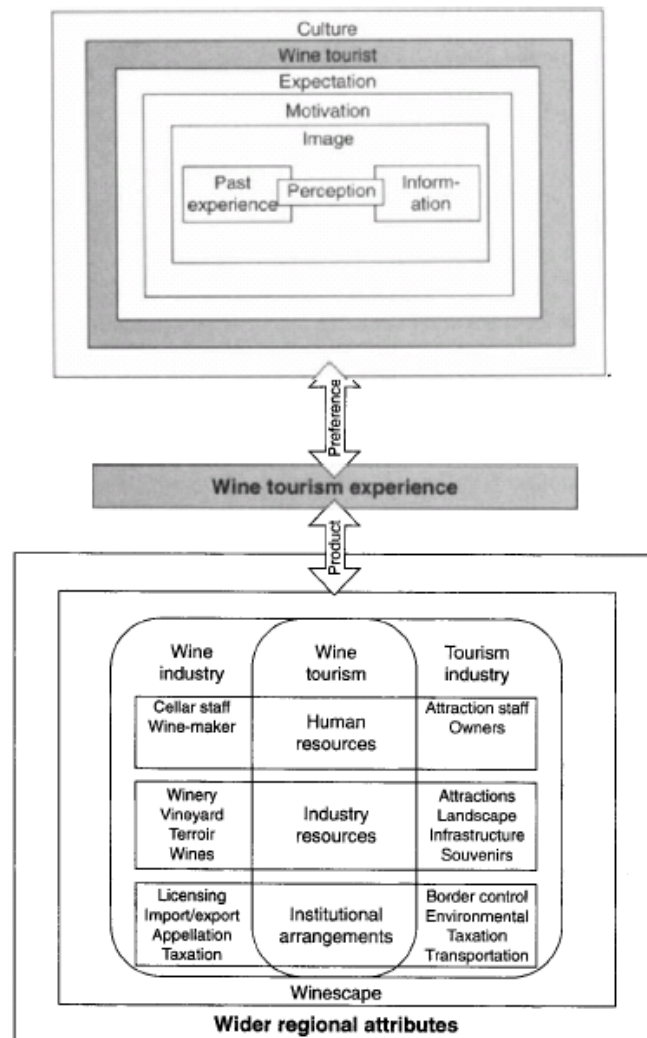 Culture
Wine tourist
Expectation
Motivation
Image
Past
experience
Perception
Inform-
ation
Preference
Wine tourism experience
Product
Wine
industry
Wine
tourism
Tourism
industry
Cellar staff
Wine-maker
Human
resources
Attraction staff
Owners
Winery
Vineyard
Terroir
Wines
Industry
resources
Attractions
Landscape
Infrastructure
Souvenirs
Licensing
Import/export
Appellation
Taxation
Institutional
arrangements
Border control
Environmental
Taxation
Transportation
Winescape
Wider regional attributes